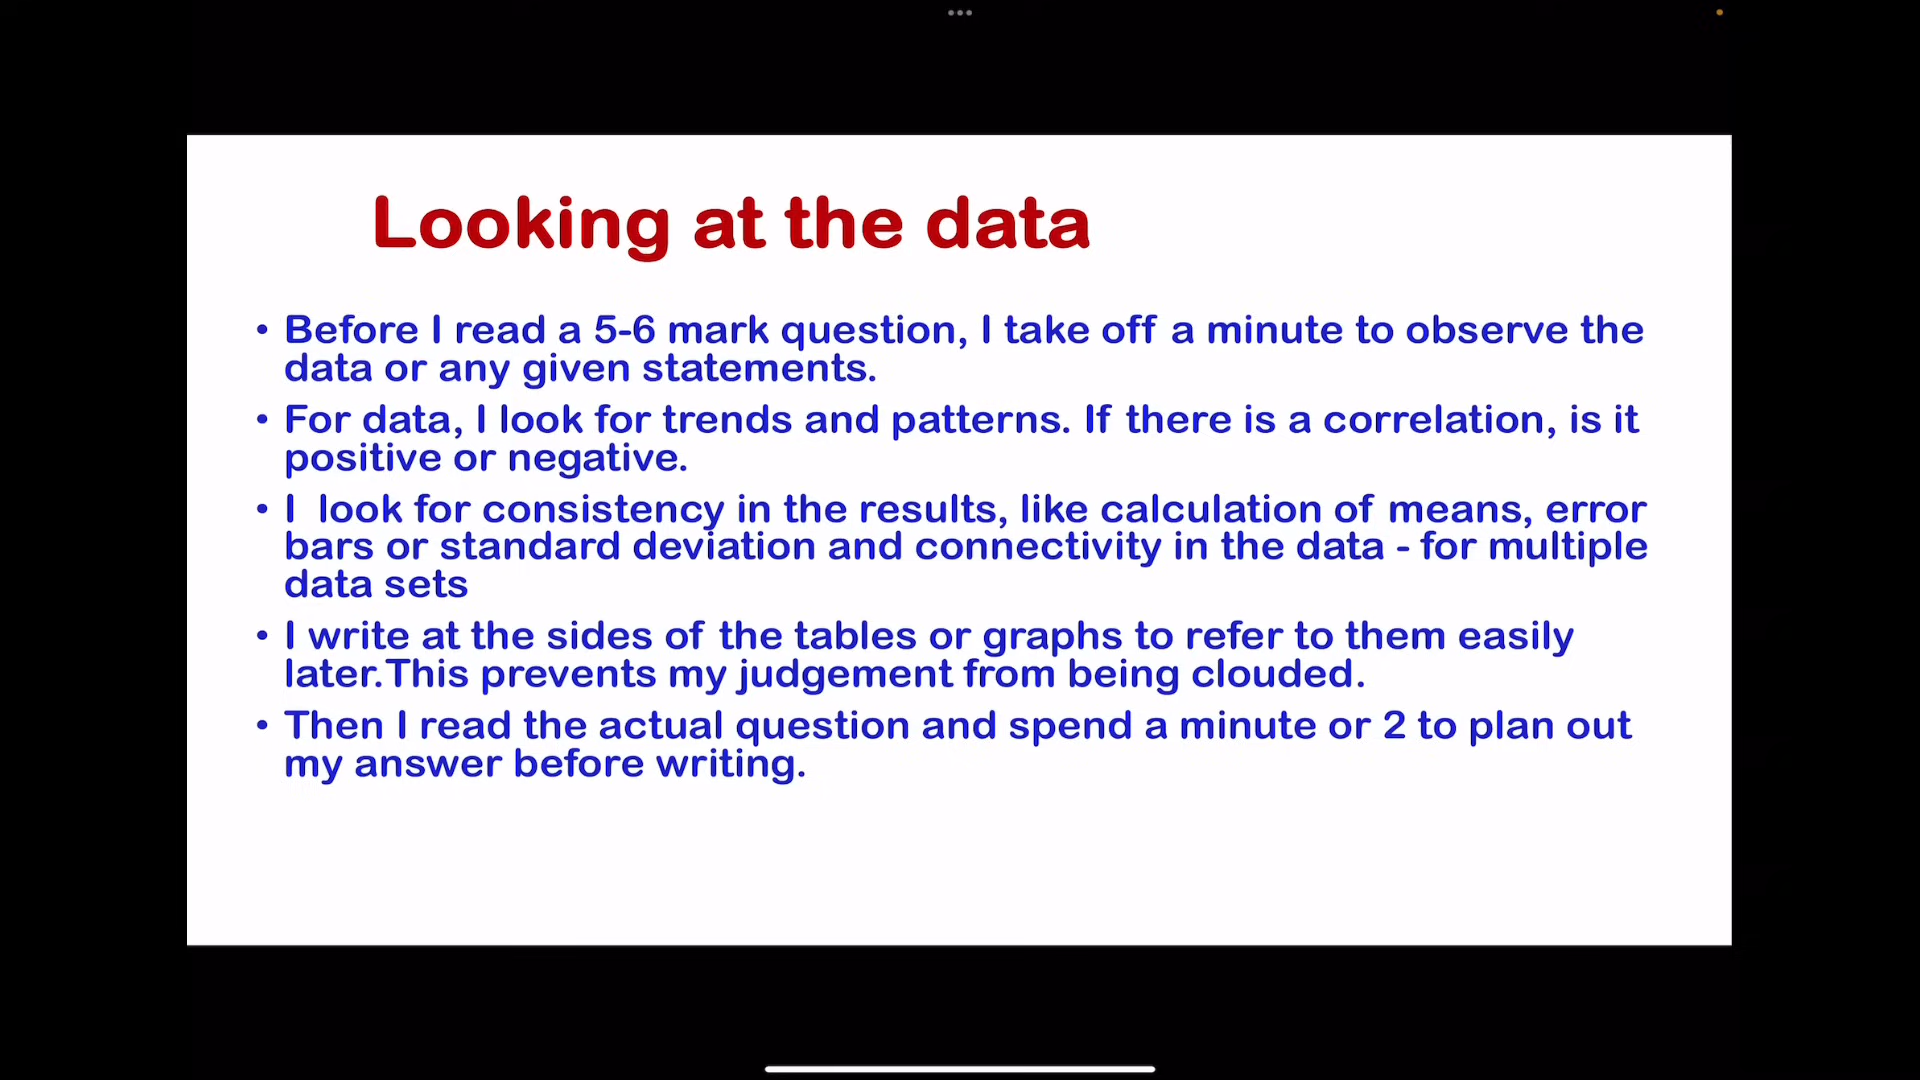 Looking at the data
• Before I read a 5-6 mark question, I take off a minute to observe the
data or any given statements.
• For data, I look for trends and patterns. If there is a correlation, is it
positive or negative.
• I  look for consistency in the results, like calculation of means, error
bars or standard deviation and connectivity in the data - for multiple
data sets
• I write at the sides of the tables or graphs to refer to them easily
later.This prevents my judgement from being clouded.
• Then I read the actual question and spend a minute or 2 to plan out
my answer before writing.